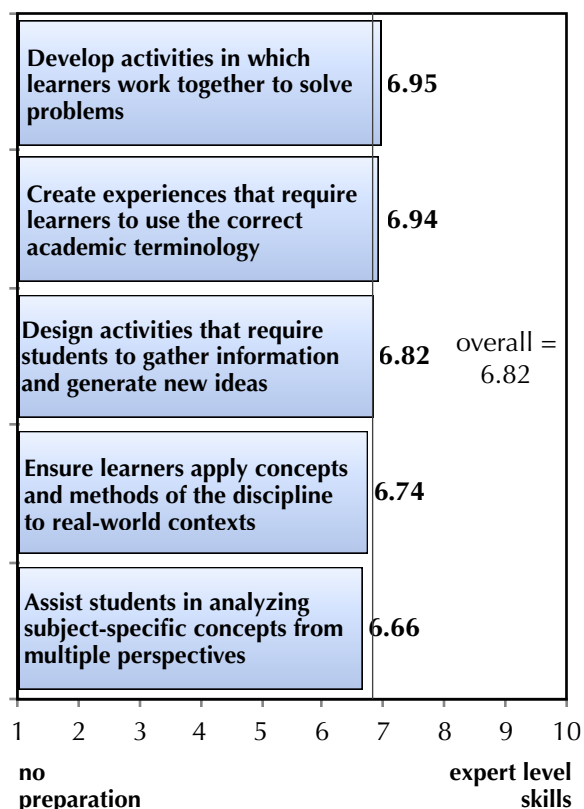 Develop activities in which
learners work together to solve
problems
6.95
Create experiences that require
learners to use the correct
academic terminology
6.94
Design activities that require
students to gather information
and generate new ideas
6.82
overall =
6.82
Ensure learners apply concepts
and methods of the discipline
to real-world contexts
6.74
Assist students in analyzing
subject-specific concepts from
multiple perspectives
6.66
1 2 3 4 5 6 7 8 9 10
no
preparation
expert level
skills